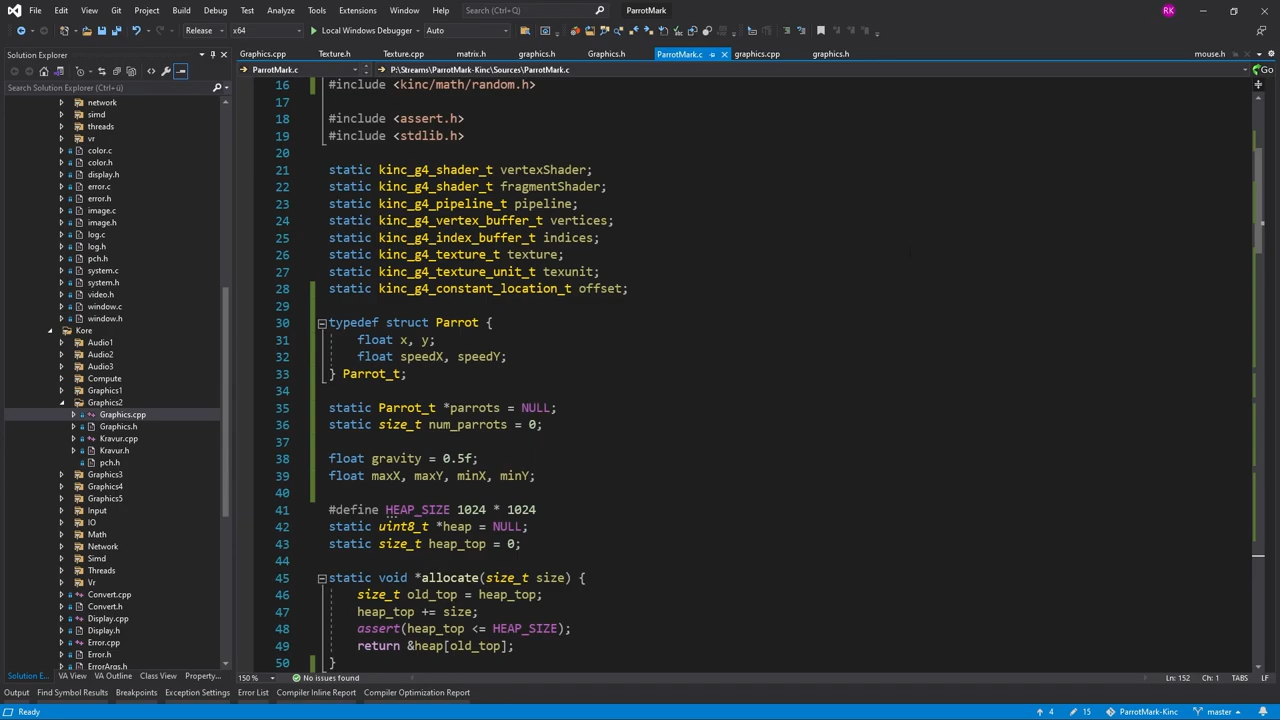 File Edit View Git Project Build Debug Test Analyze Tools Extensions Window Help Search (Ctrl+Q) ParrotMark RK
Release x64 Local Windows Debugger Auto
Solution Explorer
Graphics.cpp Texture.h Texture.cpp matrix.h graphics.h Graphics.h ParrotMark.c graphics.cpp graphics.h mouse.h
ParrotMark.c P:\Streams\ParrotMark-Kinc\Sources\ParrotMark.c Go
Search Solution Explorer (Ctrl+ü)
network
simd
threads
vr
color.c
color.h
display.h
error.c
error.h
image.c
image.h
log.c
log.h
pch.h
system.c
system.h
video.h
window.c
window.h
Kore
Audio1
Audio2
Audio3
Compute
Graphics1
Graphics2
Graphics.cpp
Graphics.h
Kravur.cpp
Kravur.h
pch.h
Graphics3
Graphics4
Graphics5
Input
IO
Math
Network
Simd
Threads
Vr
Convert.cpp
Convert.h
Display.cpp
Display.h
Error.cpp
Error.h
ErrorArgs.h
16 #include <kinc/math/random.h>
17
18 #include <assert.h>
19 #include <stdlib.h>
20
21 static kinc_g4_shader_t vertexShader;
22 static kinc_g4_shader_t fragmentShader;
23 static kinc_g4_pipeline_t pipeline;
24 static kinc_g4_vertex_buffer_t vertices;
25 static kinc_g4_index_buffer_t indices;
26 static kinc_g4_texture_t texture;
27 static kinc_g4_texture_unit_t texunit;
28 static kinc_g4_constant_location_t offset;
29
30 typedef struct Parrot {
31 float x, y;
32 float speedX, speedY;
33 } Parrot_t;
34
35 static Parrot_t *parrots = NULL;
36 static size_t num_parrots = 0;
37
38 float gravity = 0.5f;
39 float maxX, maxY, minX, minY;
40
41 #define HEAP_SIZE 1024 * 1024
42 static uint8_t *heap = NULL;
43 static size_t heap_top = 0;
44
45 static void *allocate(size_t size) {
46 size_t old_top = heap_top;
47 heap_top += size;
48 assert(heap_top <= HEAP_SIZE);
49 return &heap[old_top];
50 }
Solution E... VA View VA Outline Class View Property... 150 % No issues found Ln: 152 Ch: 1 TABS LF
Output Find Symbol Results Breakpoints Exception Settings Error List Compiler Inline Report Compiler Optimization Report
Ready 4 15 ParrotMark-Kinc master